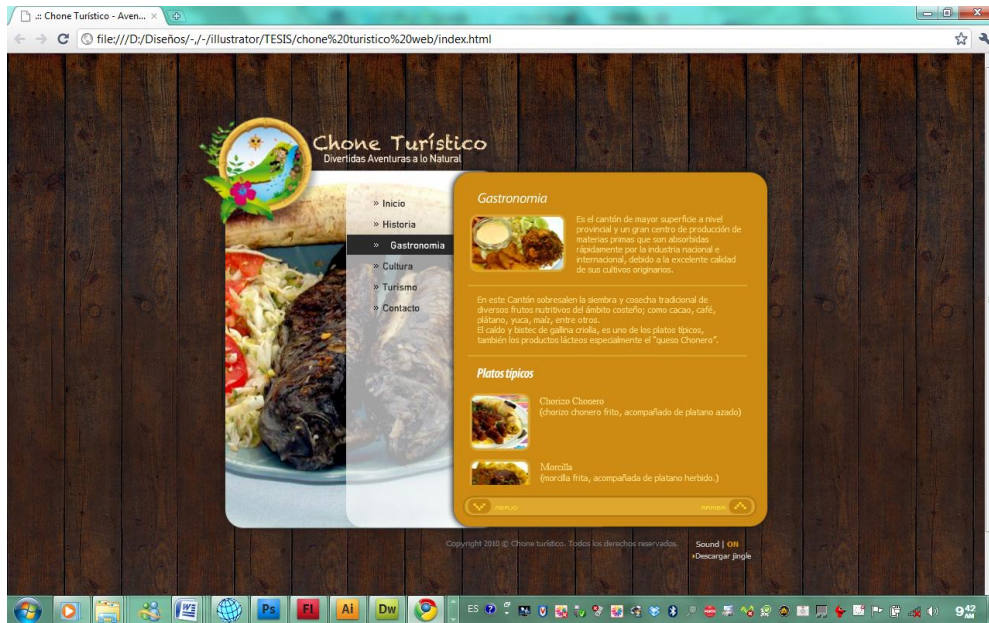 .:: Chone Turístico - Aven...
file:///D:/Diseños/-,/-/illustrator/TESIS/chone%20turistico%20web/index.html
Chone Turístico
Divertidas Aventuras a lo Natural
» Inicio
» Historia
» Gastronomia
» Cultura
» Turismo
» Contacto
Gastronomia
Es el cantón de mayor superficie a nivel
provincial y un gran centro de producción de
materias primas que son absorbidas
rápidamente por la industria nacional e
internacional, debido a la excelente calidad
de sus cultivos originarios.
En este Cantón sobresalen la siembra y cosecha tradicional de
diversos frutos nutritivos del ámbito costeño; como cacao, café,
plátano, yuca, maíz, entre otros.
El caldo y bistec de gallina criolla, es uno de los platos típicos,
también los productos lácteos especialmente el "queso Chonero".
Platos típicos
Chorizo Chonero
(chorizo chonero frito, acompañado de platano azado)
Morcilla
(morcilla frita, acompañada de platano herbido.)
ABAJO
ARRIBA
Copyright 2010 © Chone turístico. Todos los derechos reservados.
Sound | ON
Descargar jingle
Ps
Fl
Ai
Dw
ES
9:42
AM